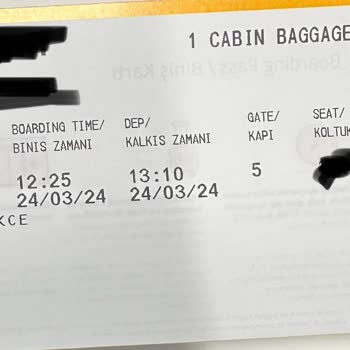 1 CABIN BAGGAGE
BOARDING TIME/ DEP/ GATE/ SEAT/
BINIS ZAMANI KALKIS ZAMANI KAPI KOLTUK
12:25 13:10 5
24/03/24 24/03/24
KCE